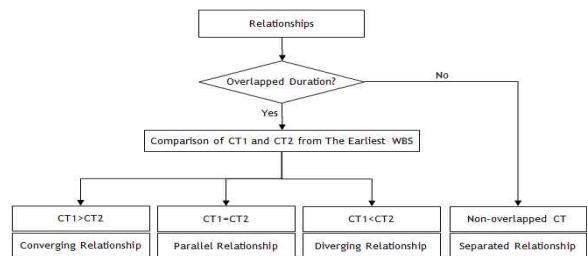 Relationships
Overlapped Duration?
No
Yes
Comparison of CT1 and CT2 from The Earliest WBS
CT1>CT2
CT1=CT2
CT1<CT2
Non-overlapped CT
Converging Relationship
Parallel Relationship
Diverging Relationship
Separated Relationship